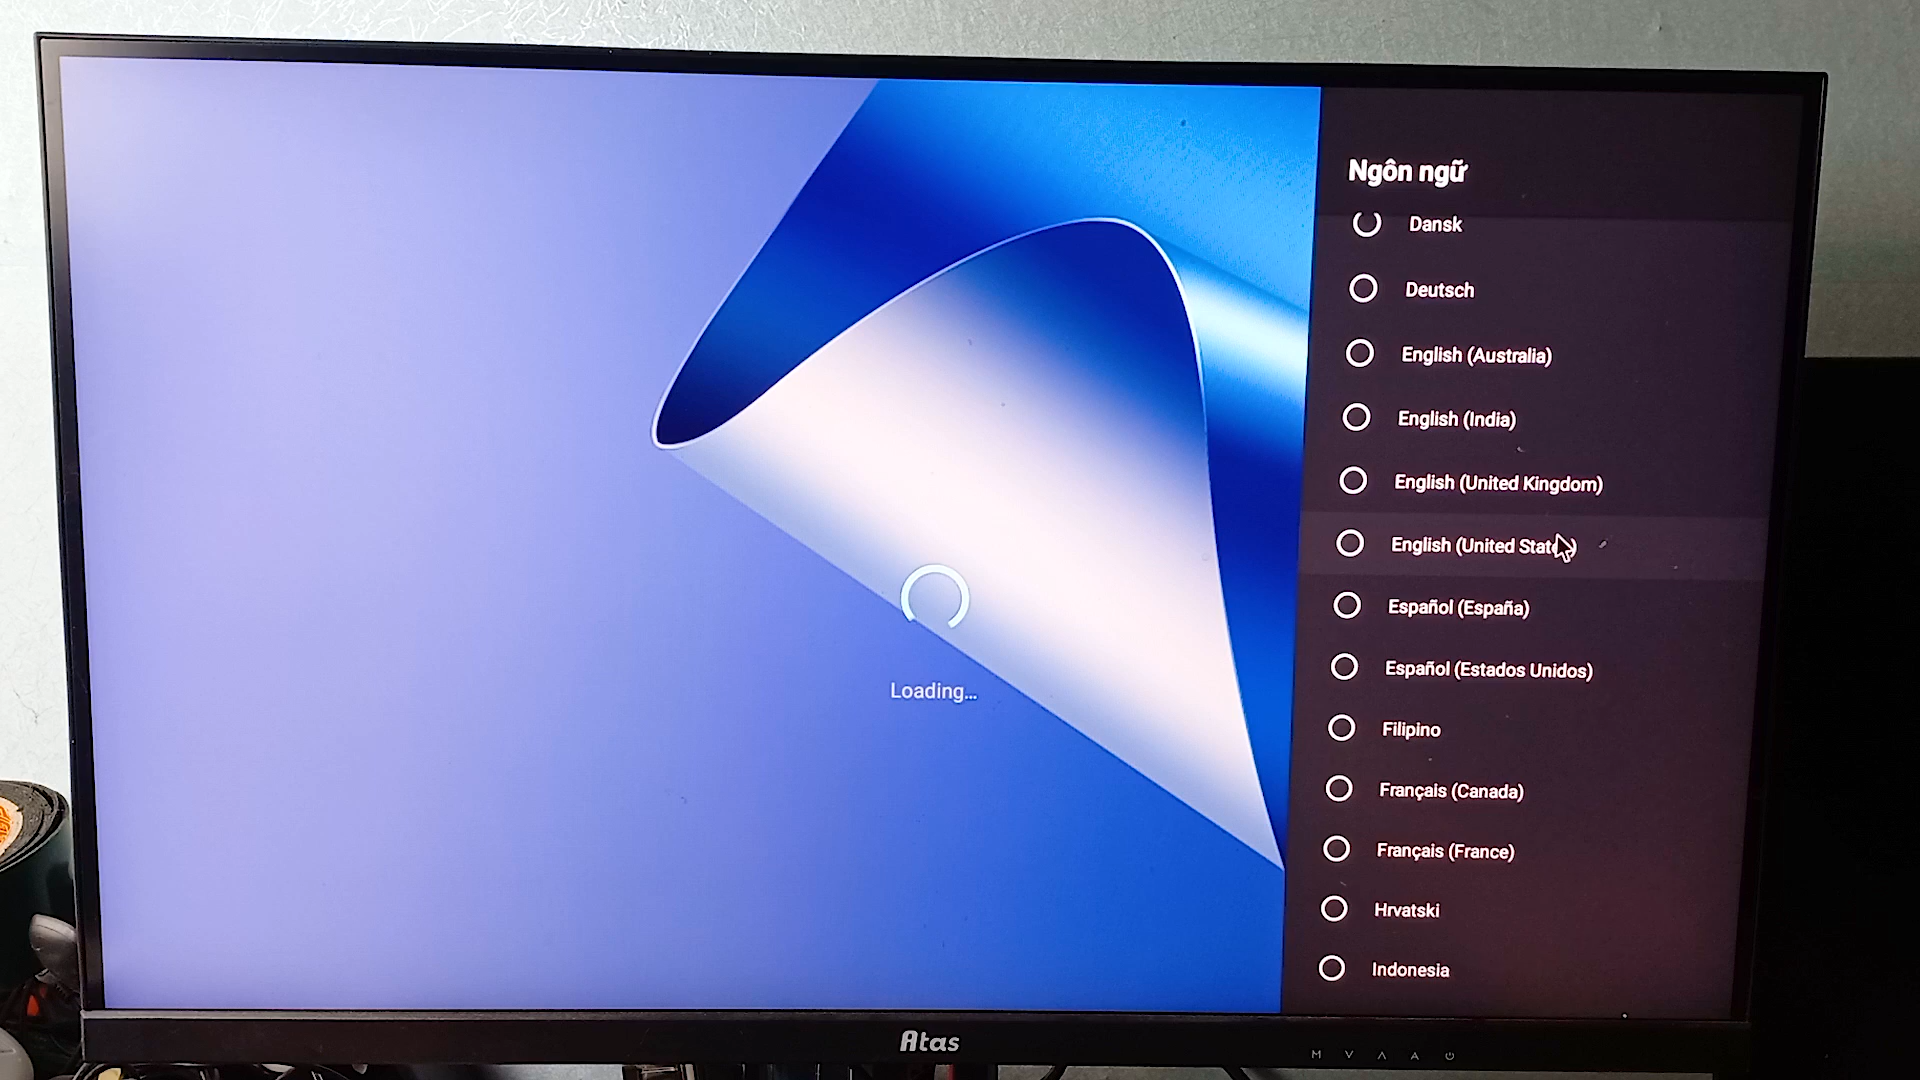 Ngôn ngữ
Dansk
Deutsch
English (Australia)
English (India)
English (United Kingdom)
English (United States)
Español (España)
Español (Estados Unidos)
Filipino
Français (Canada)
Français (France)
Hrvatski
Indonesia
Loading...
Atas
M
A